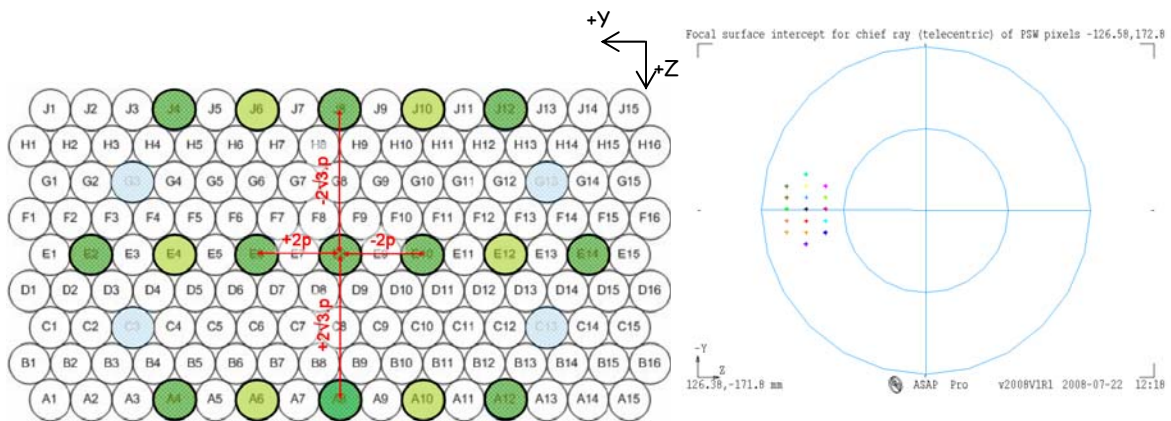 +Y
+Z
Focal surface intercept for chief ray (telecentric) of PSW pixels -126.58,172.8
J1 J2 J3 J4 J5 J6 J7 J8 J9 J10 J11 J12 J13 J14 J15
H1 H2 H3 H4 H5 H6 H7 H8 H9 H10 H11 H12 H13 H14 H15 H16
G1 G2 G3 G4 G5 G6 G7 G8 G10 G11 G12 G13 G14 G15
-2√3.p
F1 F2 F3 F4 F5 F6 F7 F8 F9 F10 F11 F12 F13 F14 F15 F16
+2p -2p
E1 E2 E3 E4 E5 E7 E9 E10 E11 E12 E13 E14 E15
D1 D2 D3 D4 D5 D6 D7 D8 D9 D10 D11 D12 D13 D14 D15 D16
+2√3.p
C1 C2 C3 C4 C5 C6 C7 C8 C9 C10 C11 C12 C13 C14 C15
B1 B2 B3 B4 B5 B6 B7 B8 B9 B10 B11 B12 B13 B14 B15 B16
A1 A2 A3 A4 A5 A6 A7 A9 A10 A11 A12 A13 A14 A15
-Y
Z
126.38,-171.8 mm
ASAP Pro v2008V1R1 2008-07-22 12:18